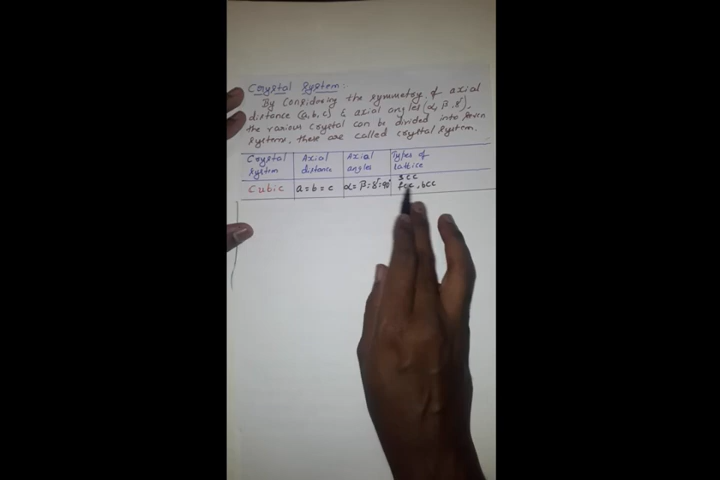 Crystal System:
By Considering the symmetry of axial
distance (a, b, c) & axial angles (α, β, γ),
the various crystal can be divided into seven
systems, these are called crystal system.
Crystal system Axial distance Axial angles Types of lattice
Cubic a = b = c α = β = γ = 90° scc
fcc, bcc